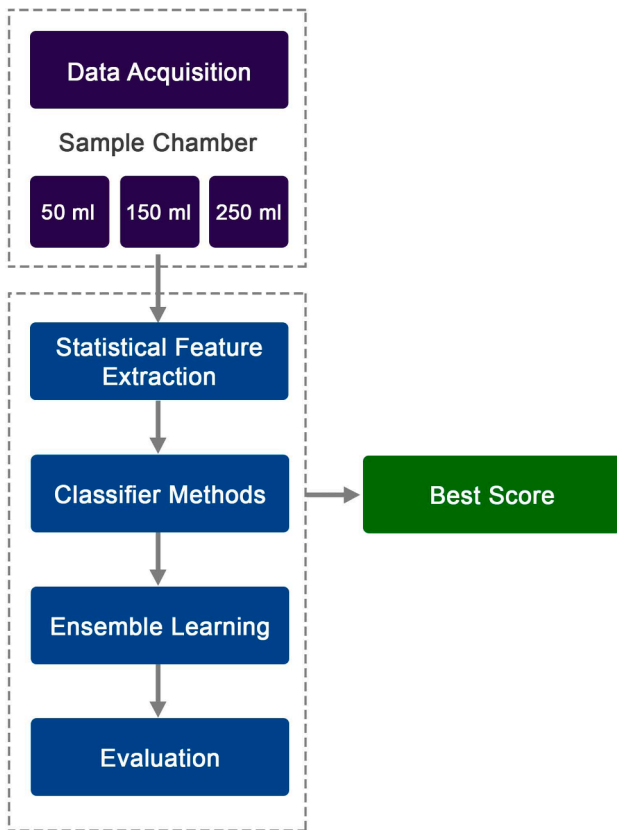 Data Acquisition
Sample Chamber
50 ml
150 ml
250 ml
Statistical Feature
Extraction
Classifier Methods
Best Score
Ensemble Learning
Evaluation